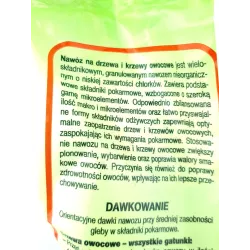 Nawóz na drzewa i krzewy owocowe jest wielo-
składnikowym, granulowanym nawozem nieorganicz-
nym o niskiej zawartości chlorków. Zawiera podsta-
wowe składniki pokarmowe, wzbogacone o szeroką
gamę mikroelementów. Odpowiednio zbilansowana
ilość makro i mikroelementów oraz łatwo przyswajal-
ne formy składników odżywczych zapewniają opty-
malne zaopatrzenie drzew i krzewów owocowych,
zaspokajając ich wymagania pokarmowe. Stosowa-
nie nawozu na drzewa i krzewy owocowe zwiększy
plonowanie, wybarwienie oraz poprawia walory sma-
kowe owoców. Przyczynia się również do poprawy
zdrowotności owoców, wpływając na ich lepsze prze-
chowywanie.
DAWKOWANIE
Orientacyjne dawki nawozu przy średniej zasobności
gleby w składniki pokarmowe.
owocowe - wszystkie gatunki: